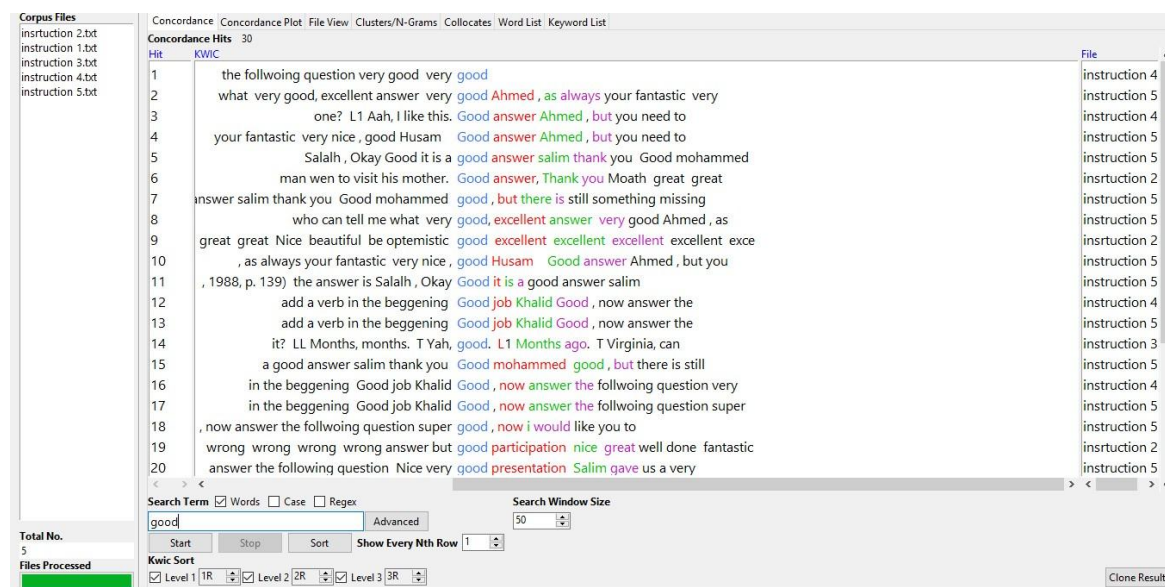 Corpus Files
insrtuction 2.txt
instruction 1.txt
instruction 3.txt
instruction 4.txt
instruction 5.txt
Total No.
5
Files Processed
Concordance Concordance Plot File View Clusters/N-Grams Collocates Word List Keyword List
Concordance Hits 30
Hit KWIC File
1 the follwoing question very good very good instruction 4
2 what very good, excellent answer very good Ahmed , as always your fantastic very instruction 5
3 one? L1 Aah, I like this. Good answer Ahmed , but you need to instruction 4
4 your fantastic very nice , good Husam Good answer Ahmed , but you need to instruction 5
5 Salalh , Okay Good it is a good answer salim thank you Good mohammed instruction 5
6 man wen to visit his mother. Good answer, Thank you Moath great great insrtuction 2
7 answer salim thank you Good mohammed good , but there is still something missing instruction 5
8 who can tell me what very good, excellent answer very good Ahmed , as instruction 5
9 great great Nice beautiful be optemistic good excellent excellent excellent excellent exce insrtuction 2
10 , as always your fantastic very nice , good Husam Good answer Ahmed , but you instruction 5
11 , 1988, p. 139) the answer is Salalh , Okay Good it is a good answer salim instruction 5
12 add a verb in the beggening Good job Khalid Good , now answer the instruction 4
13 add a verb in the beggening Good job Khalid Good , now answer the instruction 5
14 it? LL Months, months. T Yah, good. L1 Months ago. T Virginia, can instruction 3
15 a good answer salim thank you Good mohammed good , but there is still instruction 5
16 in the beggening Good job Khalid Good , now answer the follwoing question very instruction 4
17 in the beggening Good job Khalid Good , now answer the follwoing question super instruction 5
18 , now answer the follwoing question super good , now i would like you to instruction 5
19 wrong wrong wrong wrong answer but good participation nice great well done fantastic insrtuction 2
20 answer the following question Nice very good presentation Salim gave us a very instruction 5
Search Term Words Case Regex Search Window Size
good Advanced 50
Start Stop Sort Show Every Nth Row 1
Kwic Sort
Level 1 1R Level 2 2R Level 3 3R Clone Result